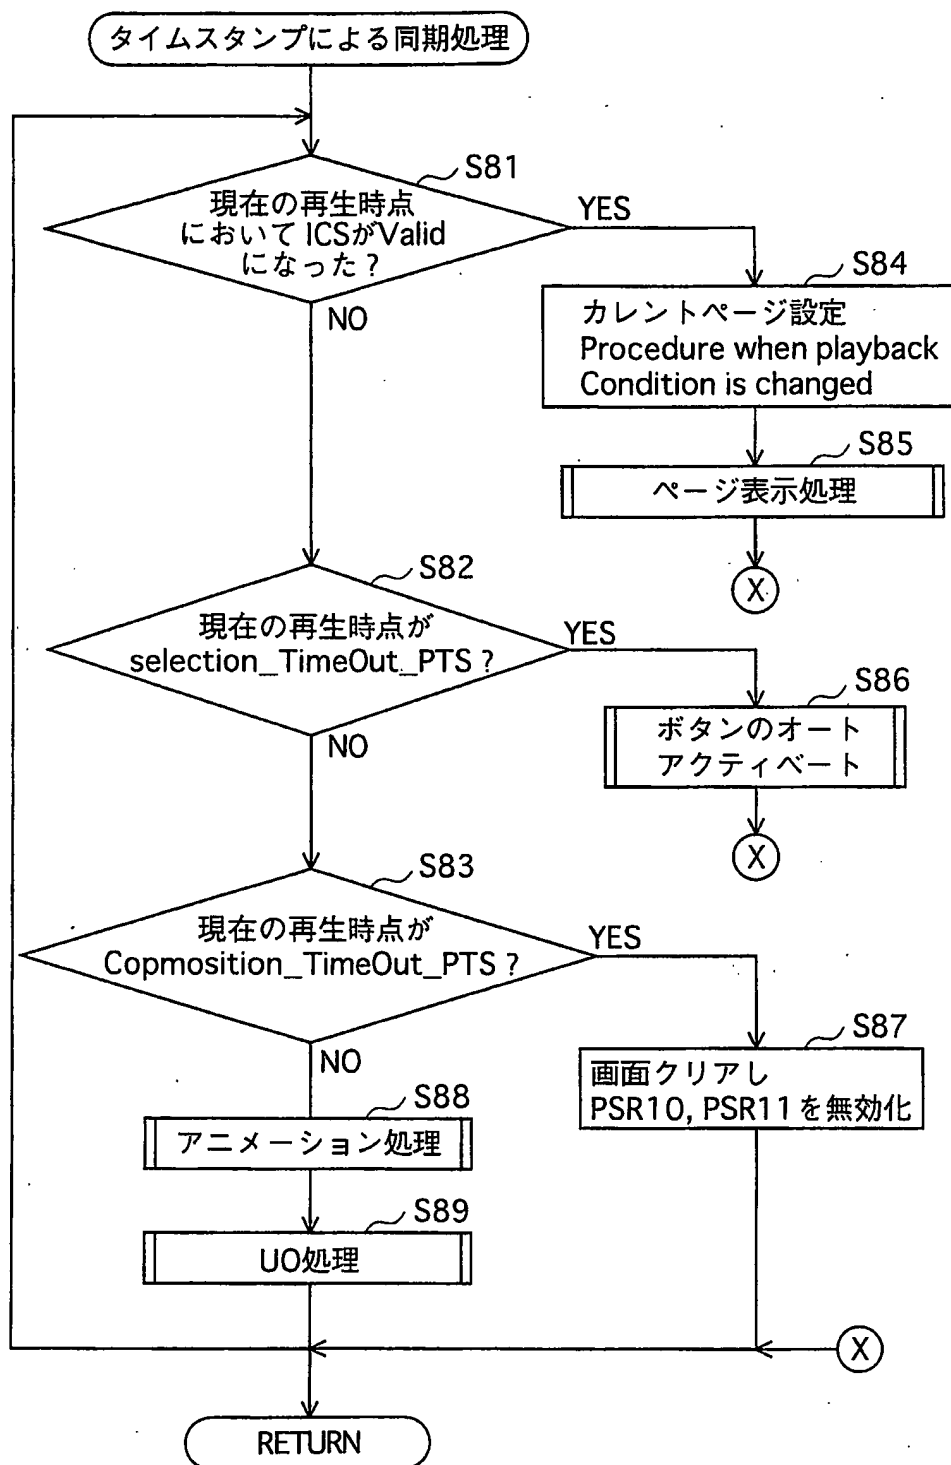 タイムスタンプによる同期処理
S81
現在の再生時点
において ICSがValid
になった?
YES
NO
S84
カレントページ設定
Procedure when playback
Condition is changed
S85
ページ表示処理
X
S82
現在の再生時点が
selection_TimeOut_PTS ?
YES
NO
S86
ボタンのオート
アクティベート
X
S83
現在の再生時点が
Copmosition_TimeOut_PTS ?
YES
NO
S87
画面クリアし
PSR10, PSR11を無効化
S88
アニメーション処理
S89
UO処理
X
RETURN